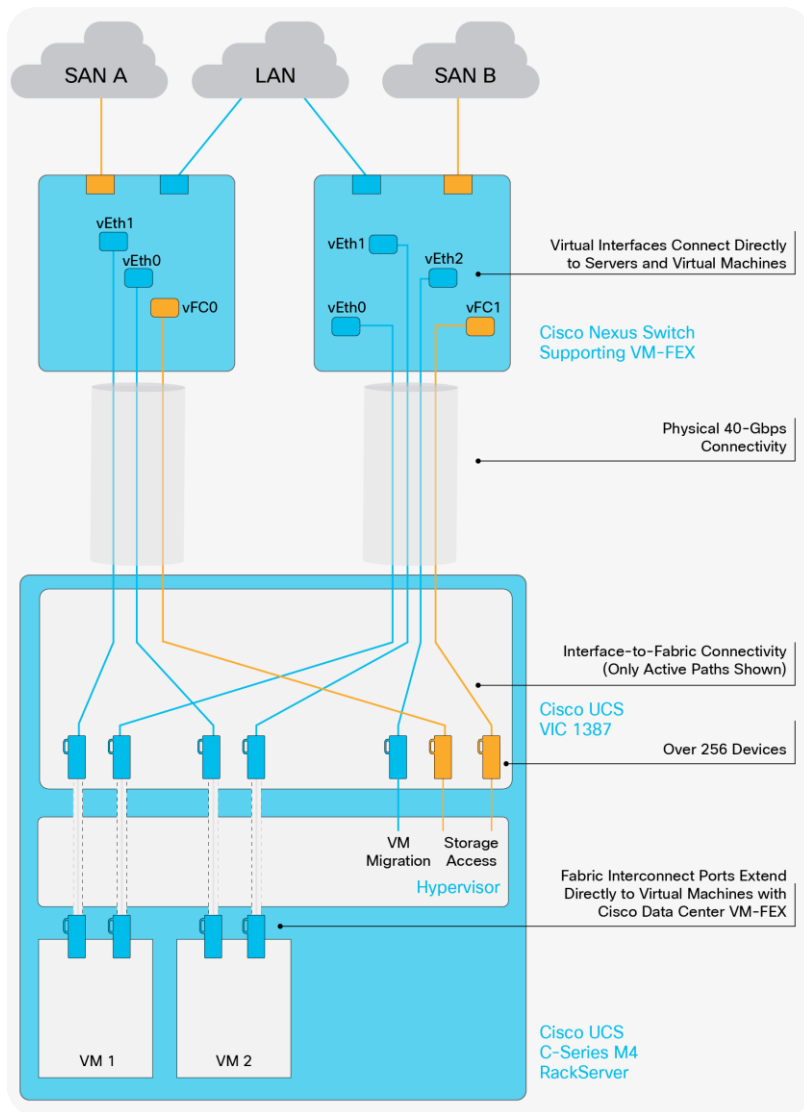 SAN A
LAN
SAN B
vEth1
vEth0
vFC0
vEth1
vEth2
vEth0
vFC1
Virtual Interfaces Connect Directly
to Servers and Virtual Machines
Cisco Nexus Switch
Supporting VM-FEX
Physical 40-Gbps
Connectivity
Interface-to-Fabric Connectivity
(Only Active Paths Shown)
Cisco UCS
VIC 1387
Over 256 Devices
VM
Migration
Storage
Access
Hypervisor
Fabric Interconnect Ports Extend
Directly to Virtual Machines with
Cisco Data Center VM-FEX
VM 1
VM 2
Cisco UCS
C-Series M4
RackServer